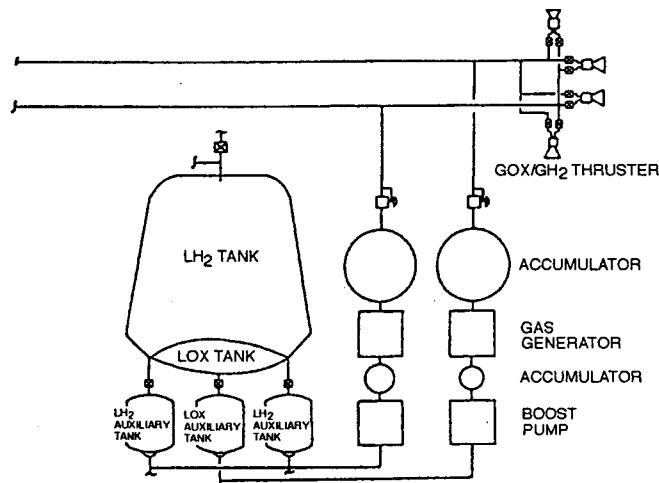 GOX/GH2 THRUSTER
LH2 TANK
ACCUMULATOR
GAS
GENERATOR
LOX TANK
ACCUMULATOR
LH2
AUXILIARY
TANK
LOX
AUXILIARY
TANK
LH2
AUXILIARY
TANK
BOOST
PUMP